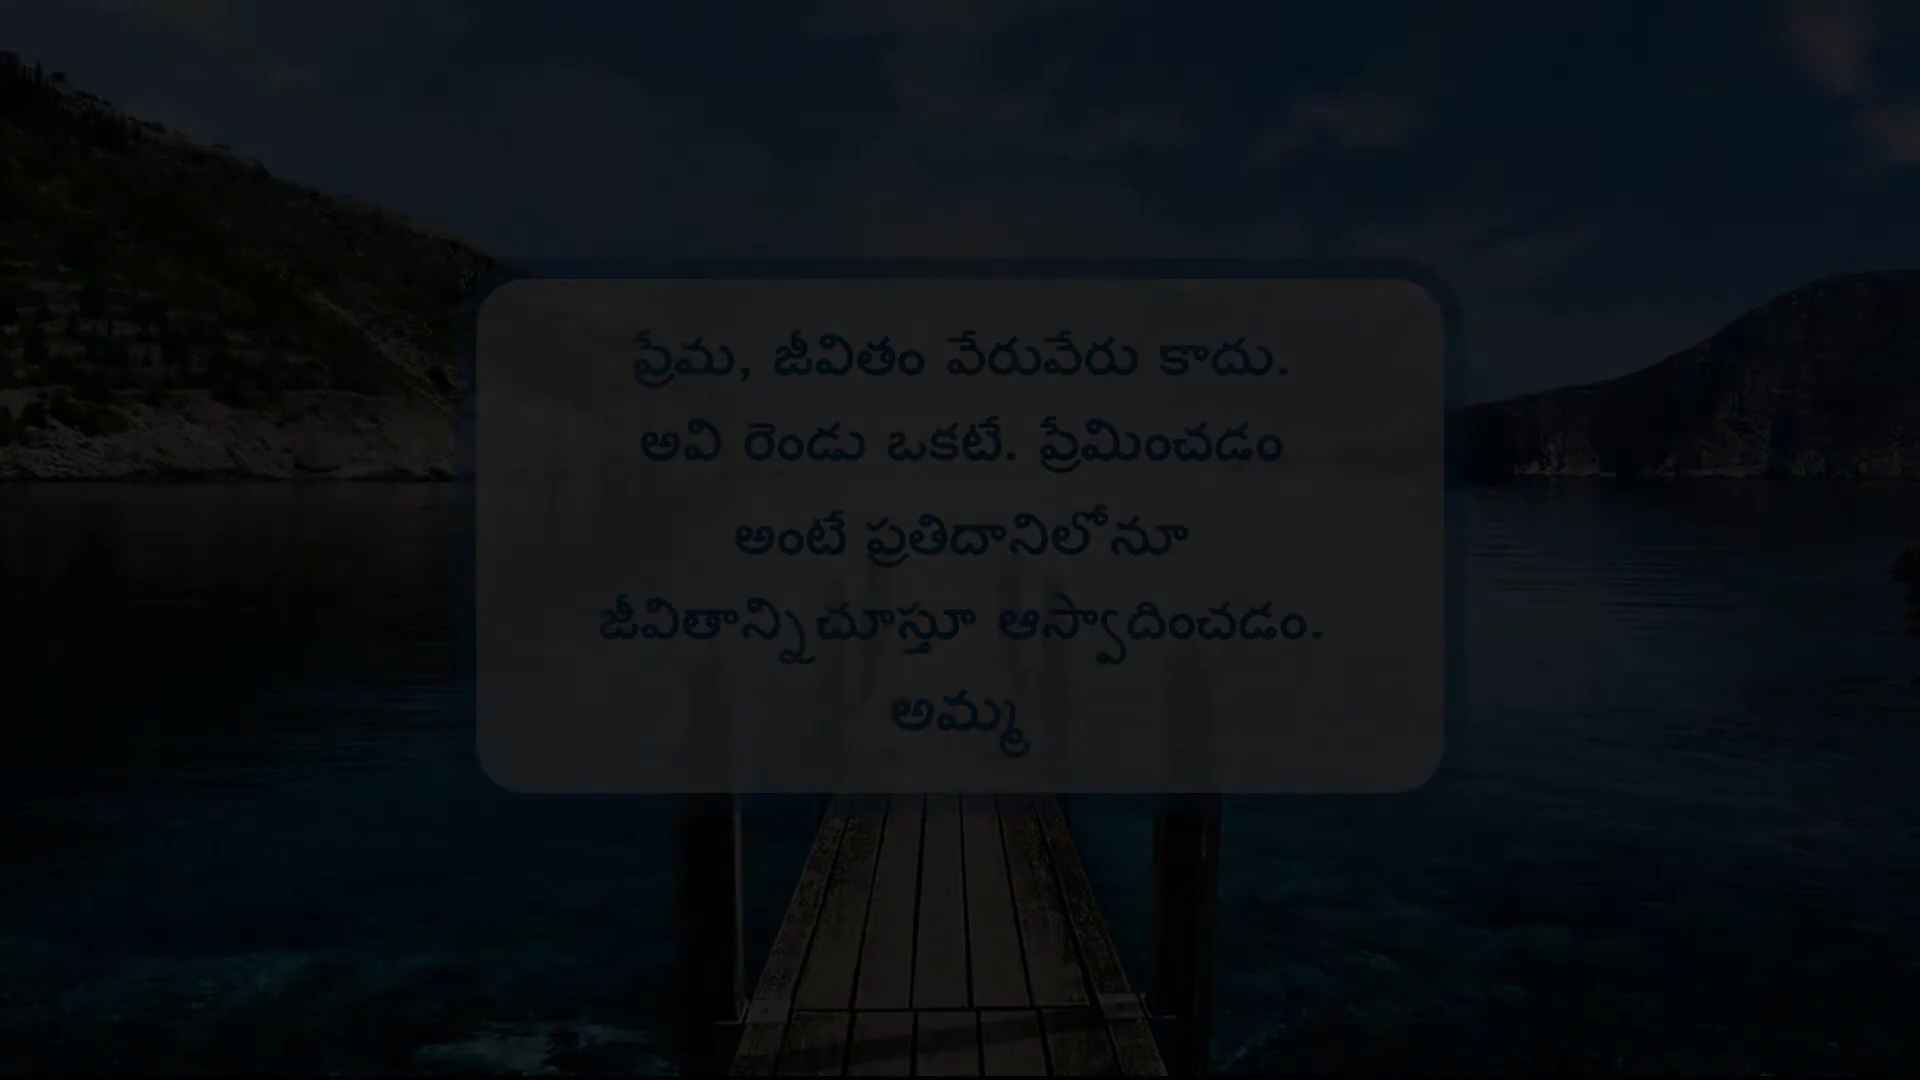 ప్రేమ, జీవితం వేరువేరు కాదు.
అవి రెండు ఒకటే. ప్రేమించడం
అంటే ప్రతిదానిలోనూ
జీవితాన్నిచూస్తూ ఆస్వాదించడం.
అమ్మ